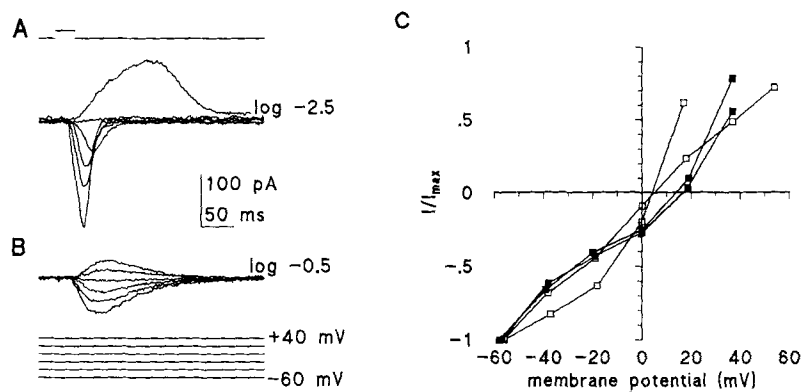 A
log -2.5
100 pA
50 ms
B
log -0.5
+40 mV
-60 mV
C
I/Imax
1
.5
0
-.5
-1
-60 -40 -20 0 20 40 60
membrane potential (mV)